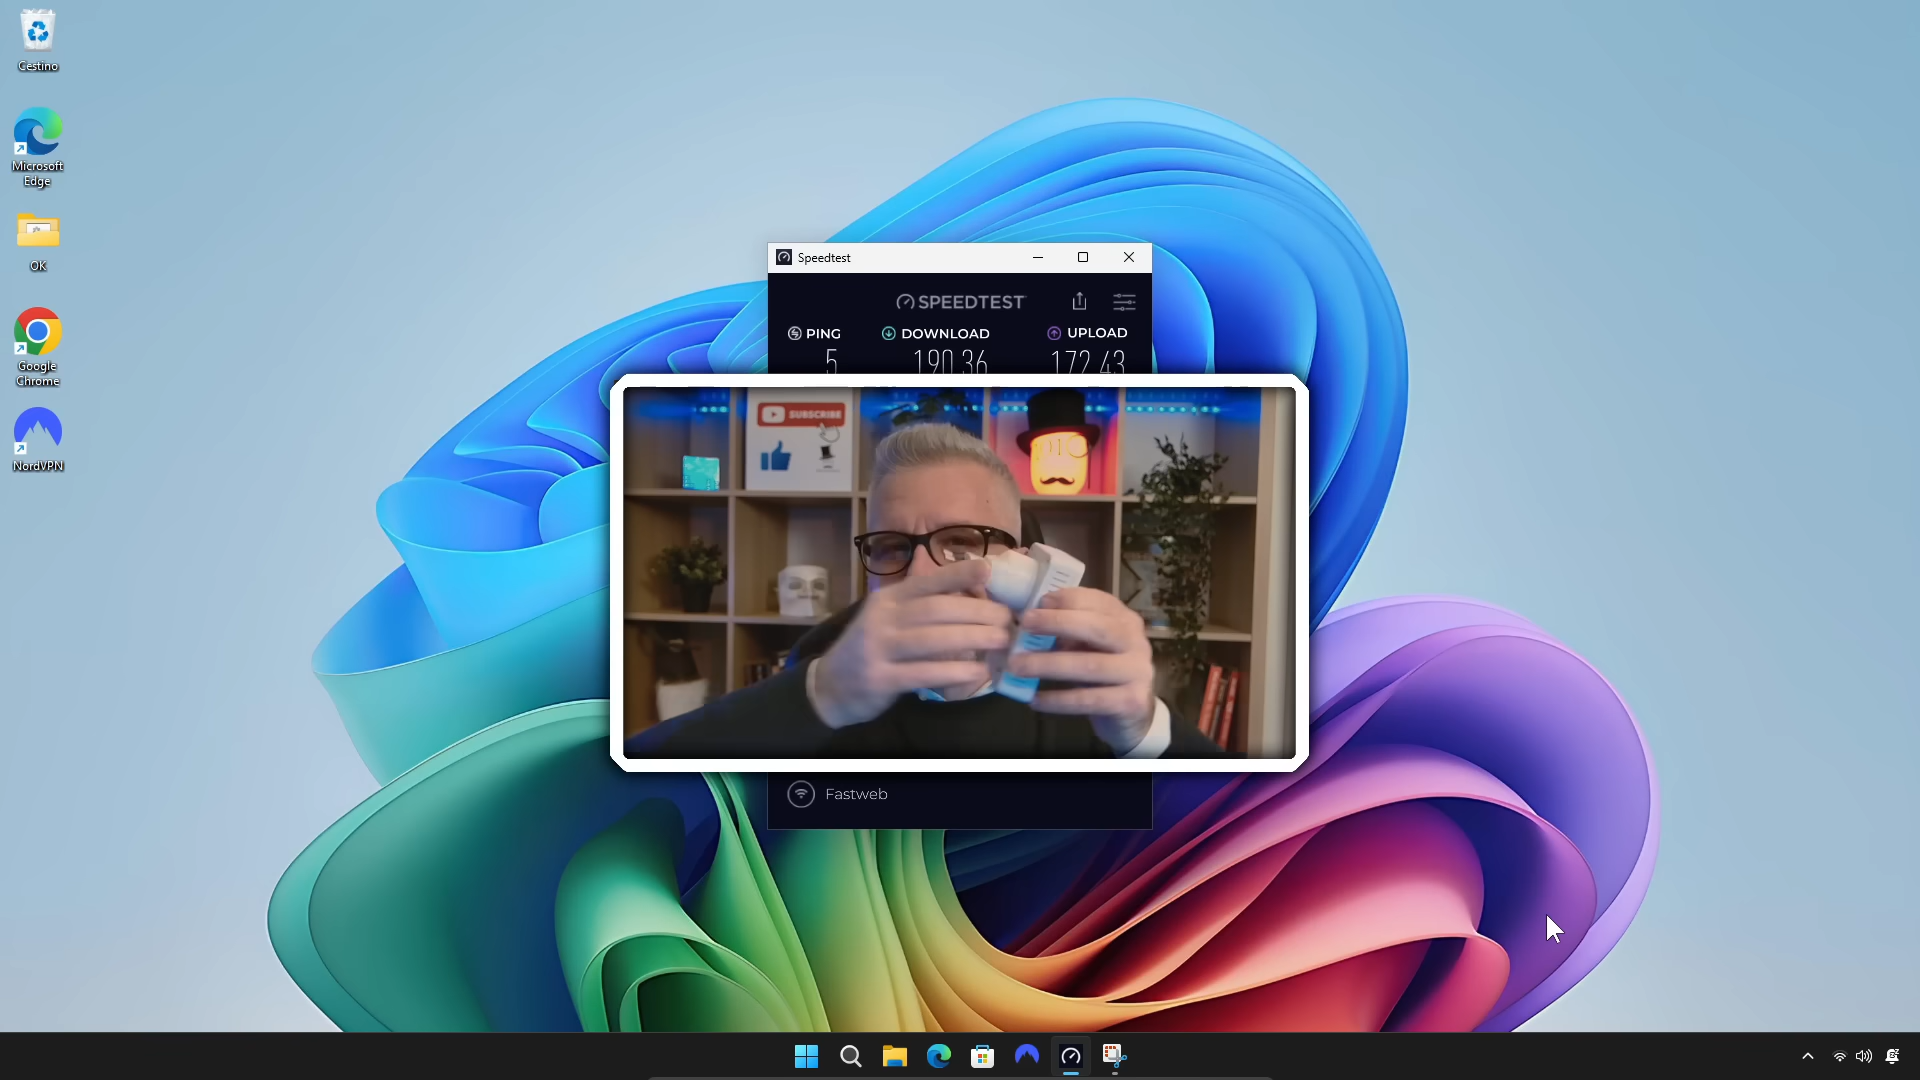 Cestino
Microsoft
Edge
OK
Google
Chrome
NordVPN
Speedtest
SPEEDTEST
PING DOWNLOAD UPLOAD
5 190.36 172.43
SUBSCRIBE
Fastweb